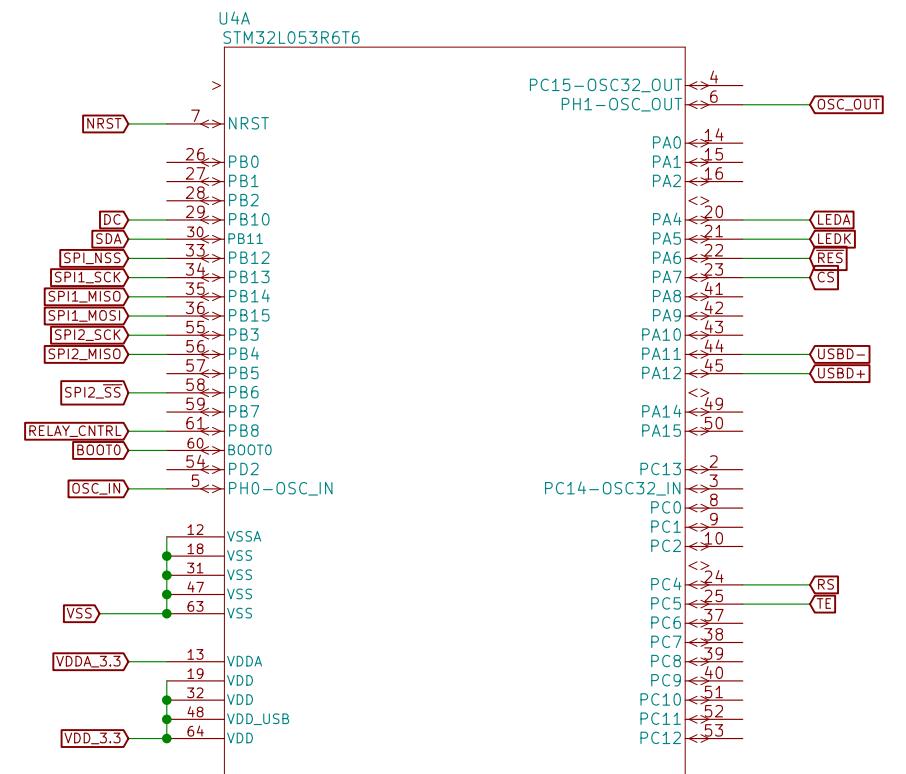 U4A
STM32L053R6T6
PC15-OSC32_OUT 4
PH1-OSC_OUT 6 OSC_OUT
NRST 7 NRST
PA0 14
26 PB0 PA1 15
27 PB1 PA2 16
28 PB2
DC 29 PB10 PA4 20 LEDA
SDA 30 PB11 PA5 21 LEDK
SPI_NSS 33 PB12 PA6 22 RES
SPI1_SCK 34 PB13 PA7 23 CS
SPI1_MISO 35 PB14 PA8 41
SPI1_MOSI 36 PB15 PA9 42
SPI2_SCK 55 PB3 PA10 43
SPI2_MISO 56 PB4 PA11 44 USBD-
57 PB5 PA12 45 USBD+
SPI2_SS 58 PB6
59 PB7 PA14 49
RELAY_CNTRL 61 PB8 PA15 50
BOOT0 60 BOOT0
54 PD2 PC13 2
OSC_IN 5 PH0-OSC_IN PC14-OSC32_IN 3
PC0 8
PC1 9
12 VSSA PC2 10
18 VSS
31 VSS PC4 24 RS
47 VSS PC5 25 TE
VSS 63 VSS PC6 37
PC7 38
VDDA_3.3 13 VDDA PC8 39
19 VDD PC9 40
32 VDD PC10 51
48 VDD_USB PC11 52
VDD_3.3 64 VDD PC12 53